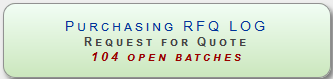 Purchasing RFQ LOG
Request for Quote
104 open batches